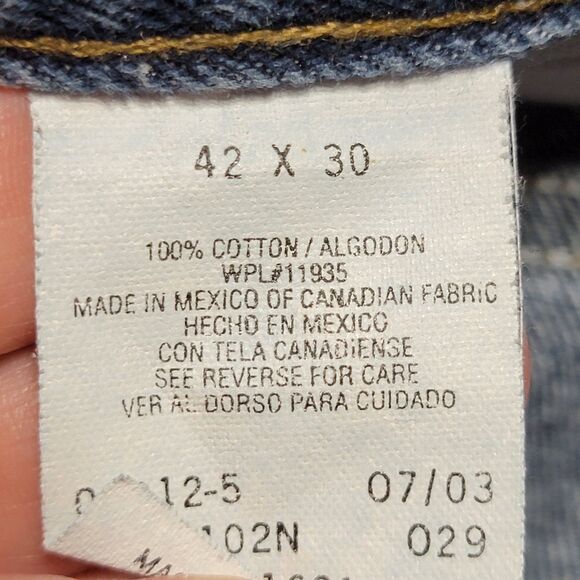 42 X 30
100% COTTON / ALGODON
WPL#11935
MADE IN MEXICO OF CANADIAN FABRIC
HECHO EN MEXICO
CON TELA CANADIENSE
SEE REVERSE FOR CARE
VER AL DORSO PARA CUIDADO
12-5 07/03
102N 029